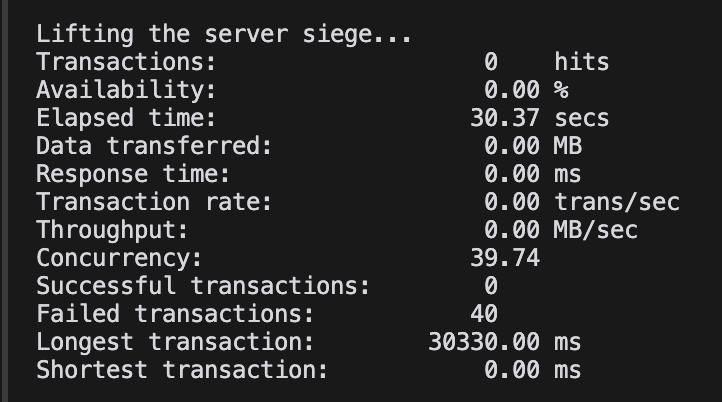 Lifting the server siege...
Transactions: 0 hits
Availability: 0.00 %
Elapsed time: 30.37 secs
Data transferred: 0.00 MB
Response time: 0.00 ms
Transaction rate: 0.00 trans/sec
Throughput: 0.00 MB/sec
Concurrency: 39.74
Successful transactions: 0
Failed transactions: 40
Longest transaction: 30330.00 ms
Shortest transaction: 0.00 ms